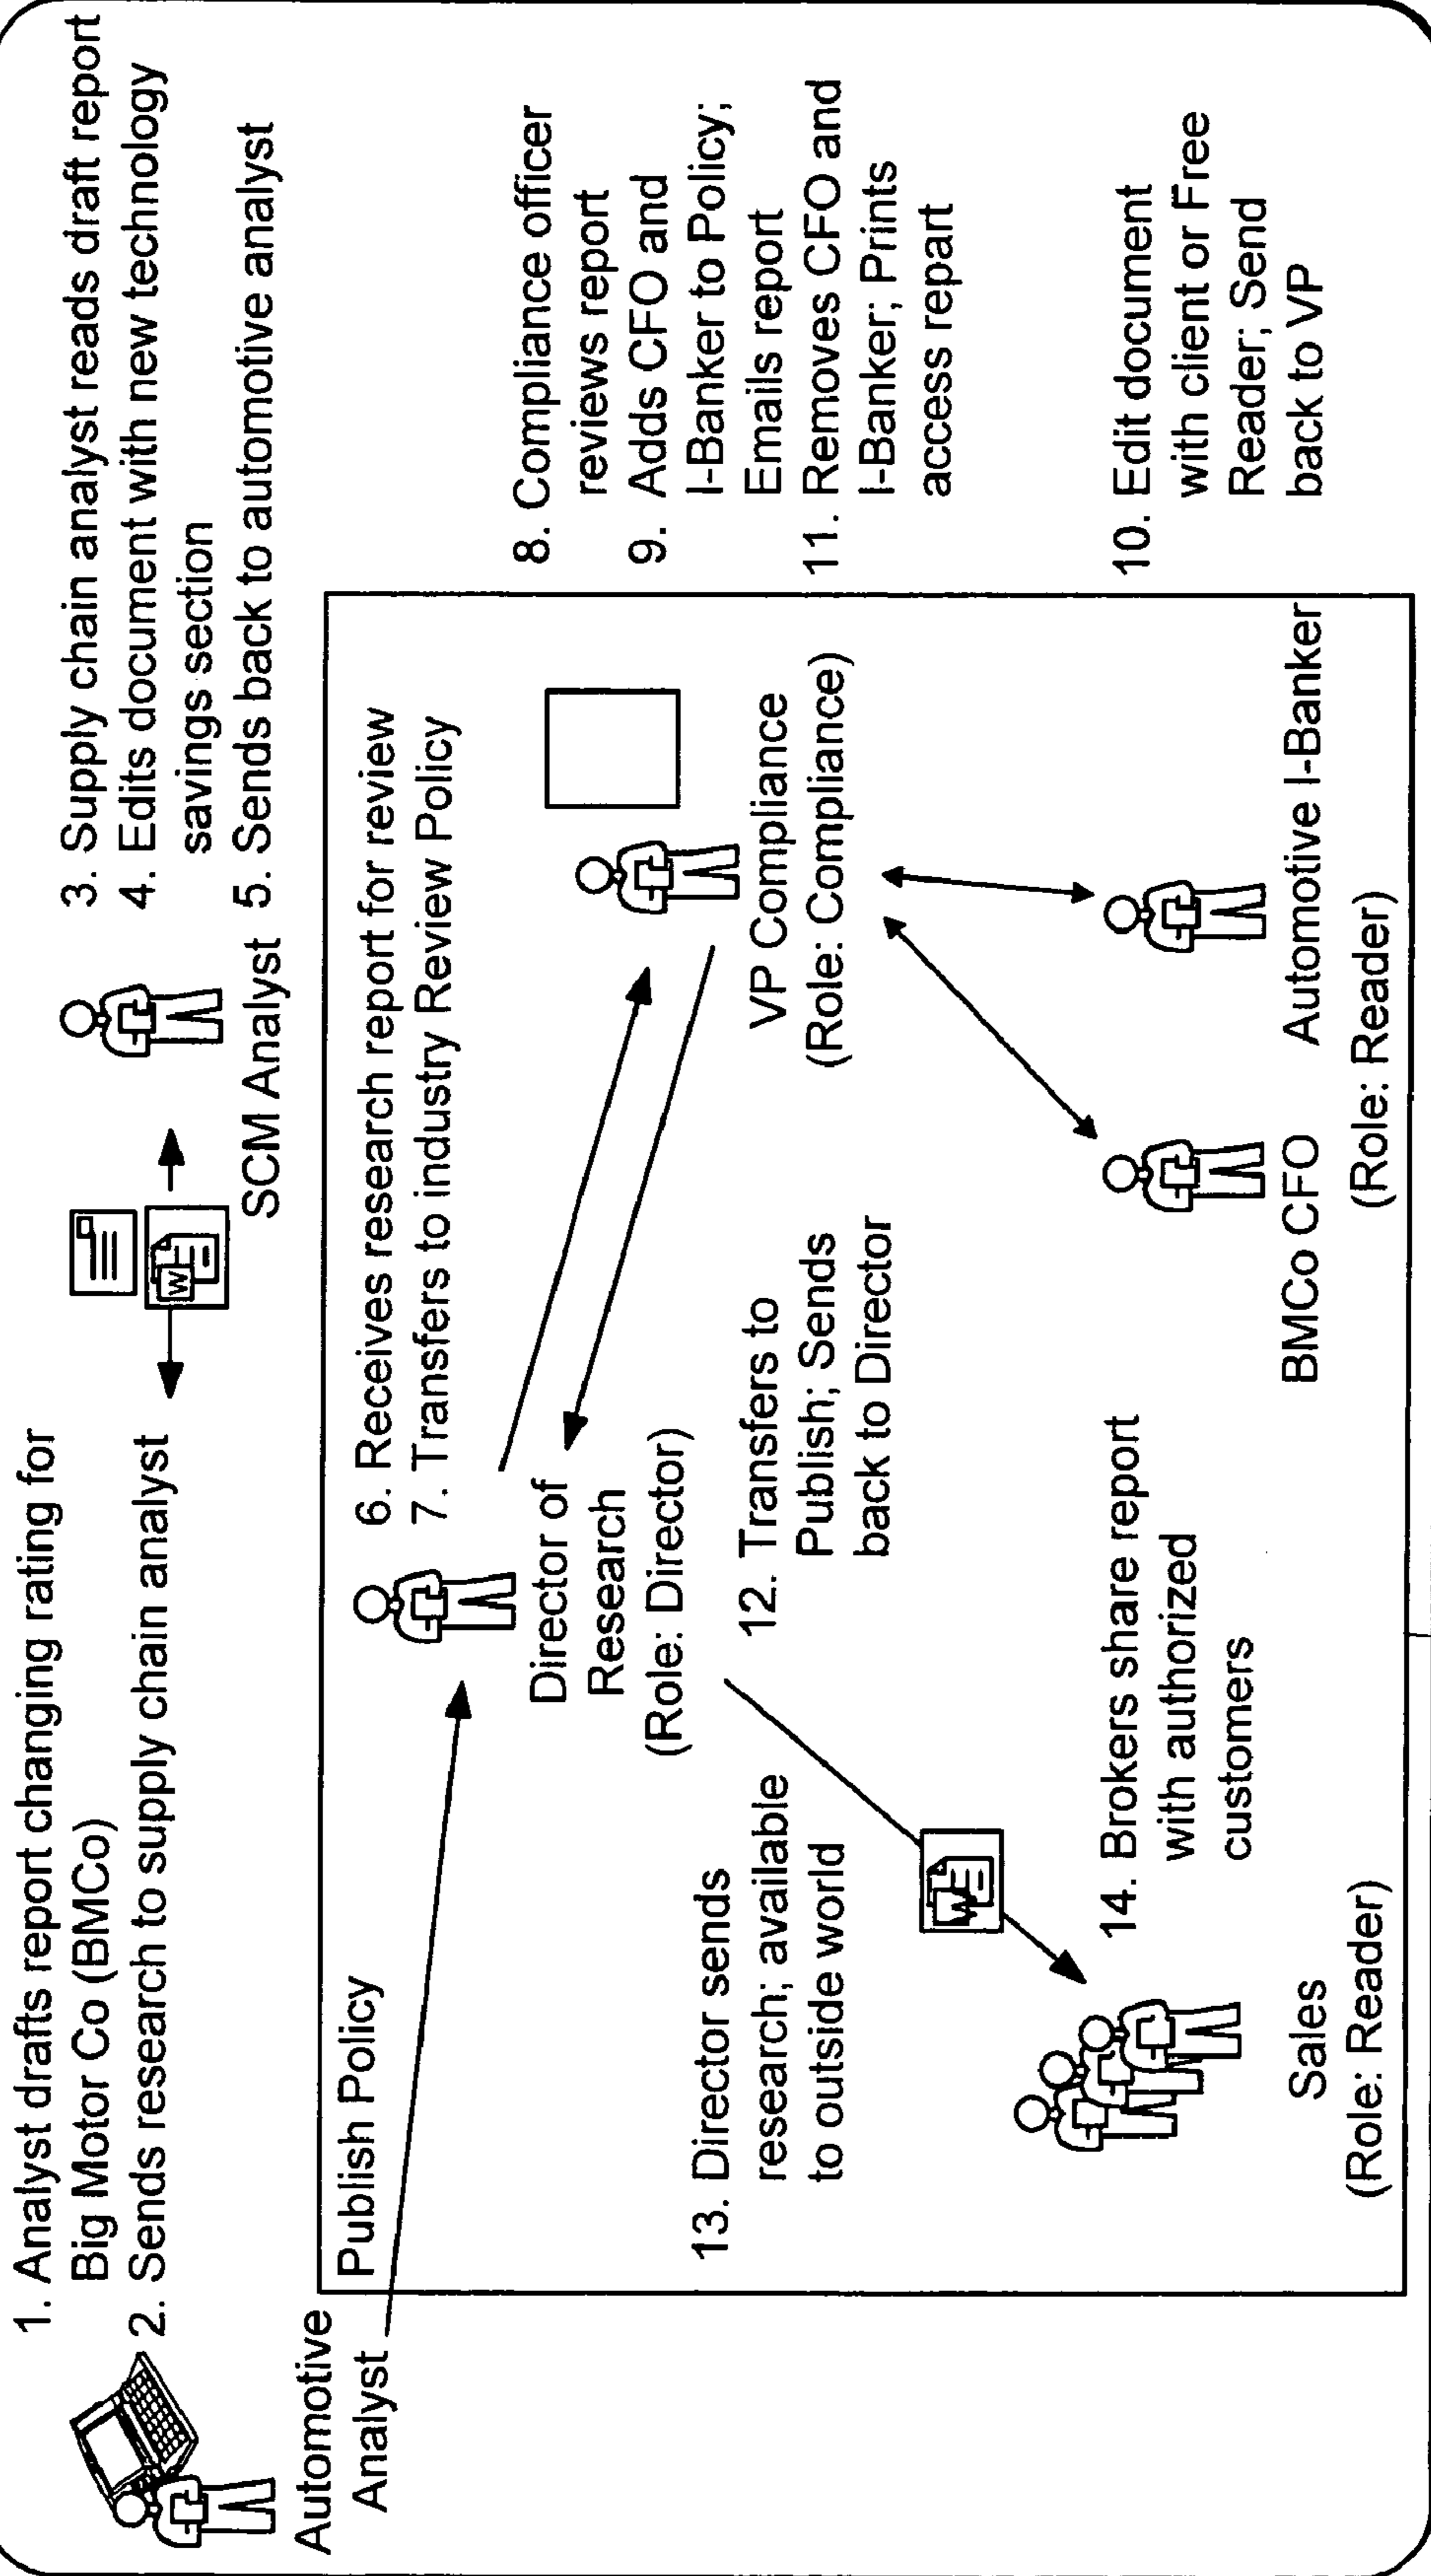 1. Analyst drafts report changing rating for
Big Motor Co (BMCo)
2. Sends research to supply chain analyst
3. Supply chain analyst reads draft report
4. Edits document with new technology
savings section
5. Sends back to automotive analyst
W
SCM Analyst
Automotive
Analyst
Publish Policy
6. Receives research report for review
7. Transfers to industry Review Policy
Director of
Research
(Role: Director)
VP Compliance
(Role: Compliance)
8. Compliance officer
reviews report
9. Adds CFO and
I-Banker to Policy;
Emails report
11. Removes CFO and
I-Banker; Prints
access repart
10. Edit document
with client or Free
Reader; Send
back to VP
12. Transfers to
Publish; Sends
back to Director
13. Director sends
research; available
to outside world
W
14. Brokers share report
with authorized
customers
Sales
(Role: Reader)
BMCo CFO
Automotive I-Banker
(Role: Reader)